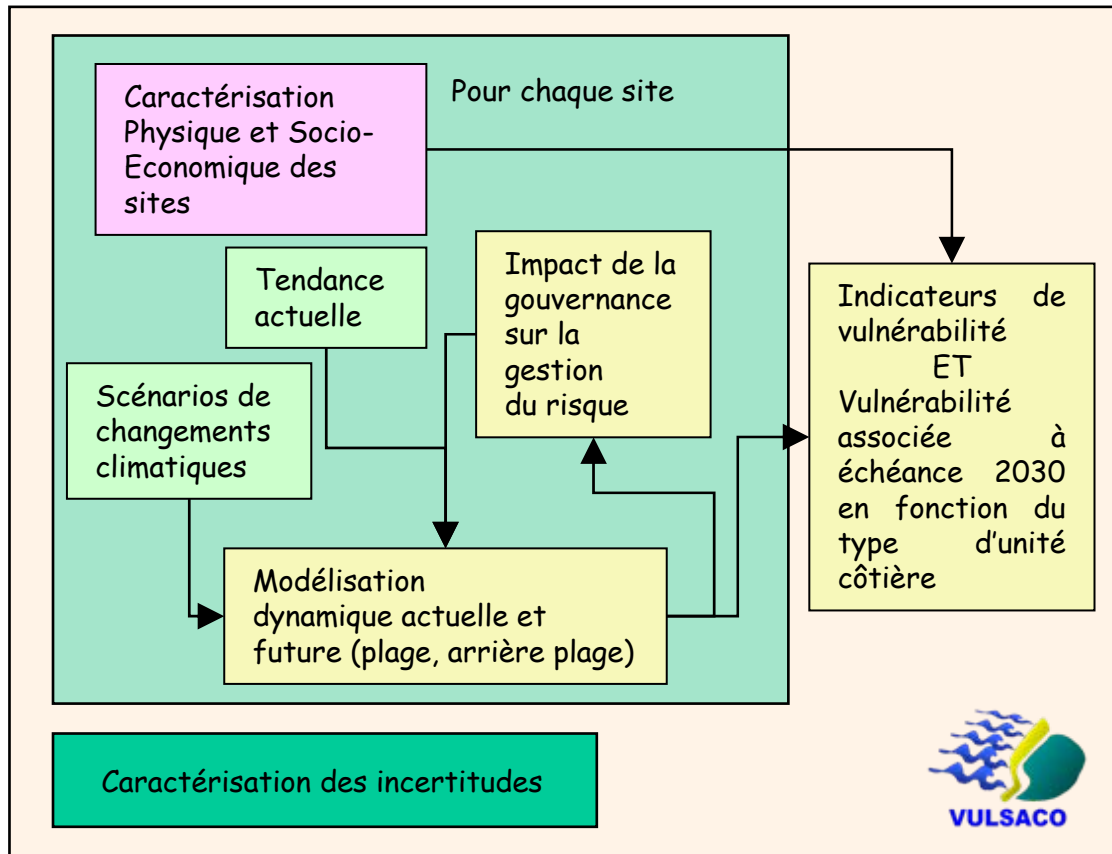 Caractérisation
Physique et Socio-
Economique des
sites
Pour chaque site
Tendance
actuelle
Impact de la
gouvernance
sur la
gestion
du risque
Scénarios de
changements
climatiques
Modélisation
dynamique actuelle et
future (plage, arrière plage)
Indicateurs de
vulnérabilité
ET
Vulnérabilité
associée à
échéance 2030
en fonction du
type d'unité
côtière
Caractérisation des incertitudes
VULSACO